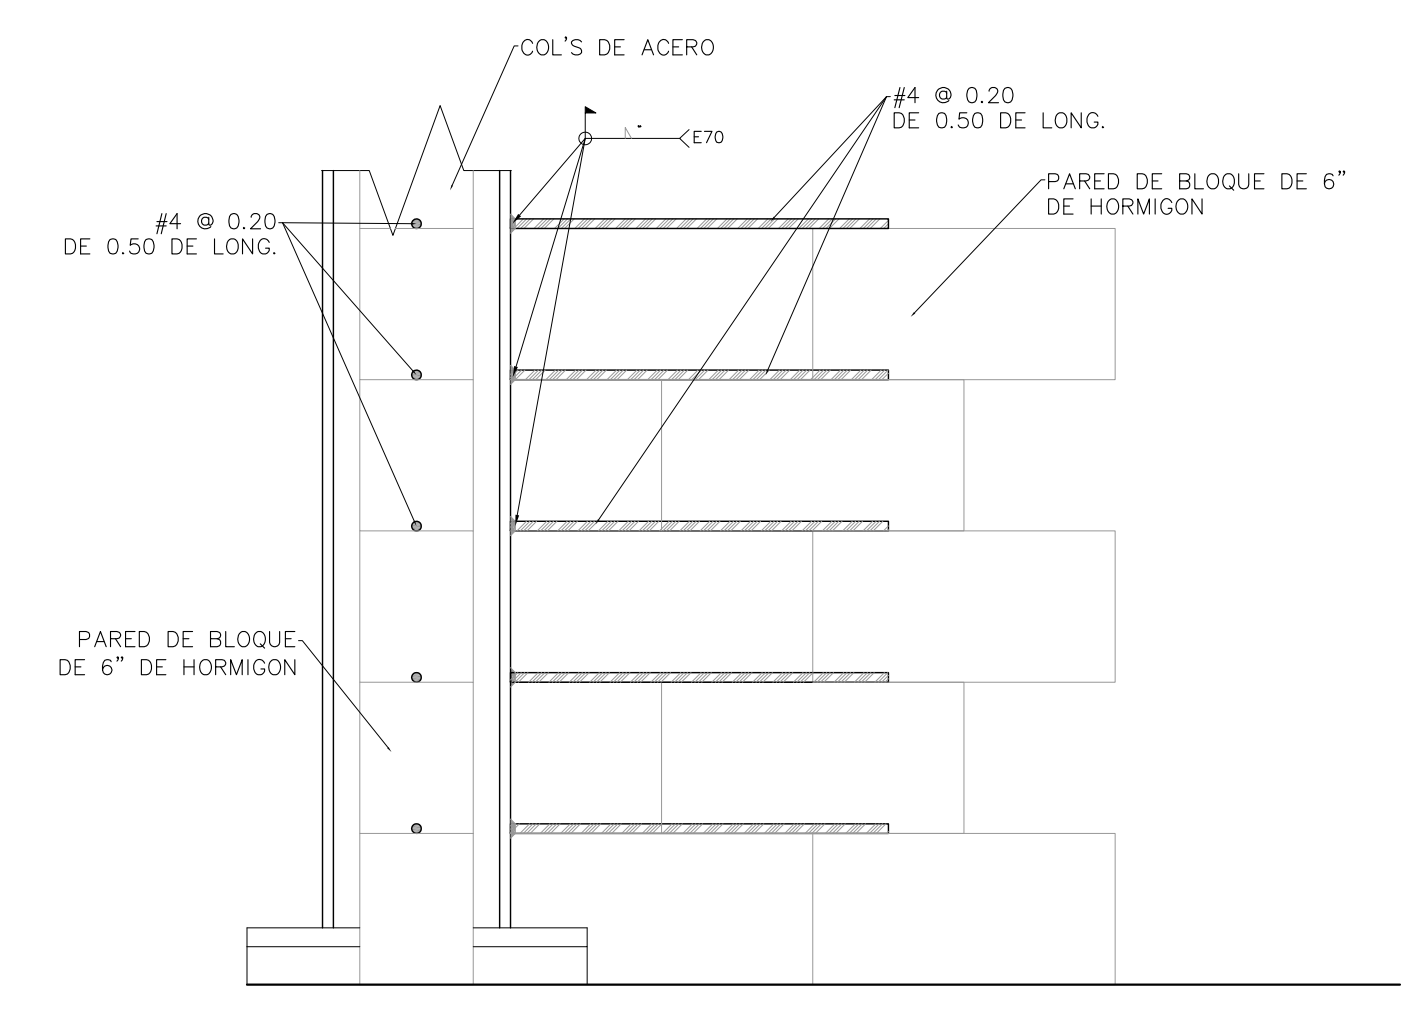 COL'S DE ACERO
#4 @ 0.20
DE 0.50 DE LONG.
E70
PARED DE BLOQUE DE 6”
DE HORMIGON
#4 @ 0.20
DE 0.50 DE LONG.
PARED DE BLOQUE
DE 6” DE HORMIGON